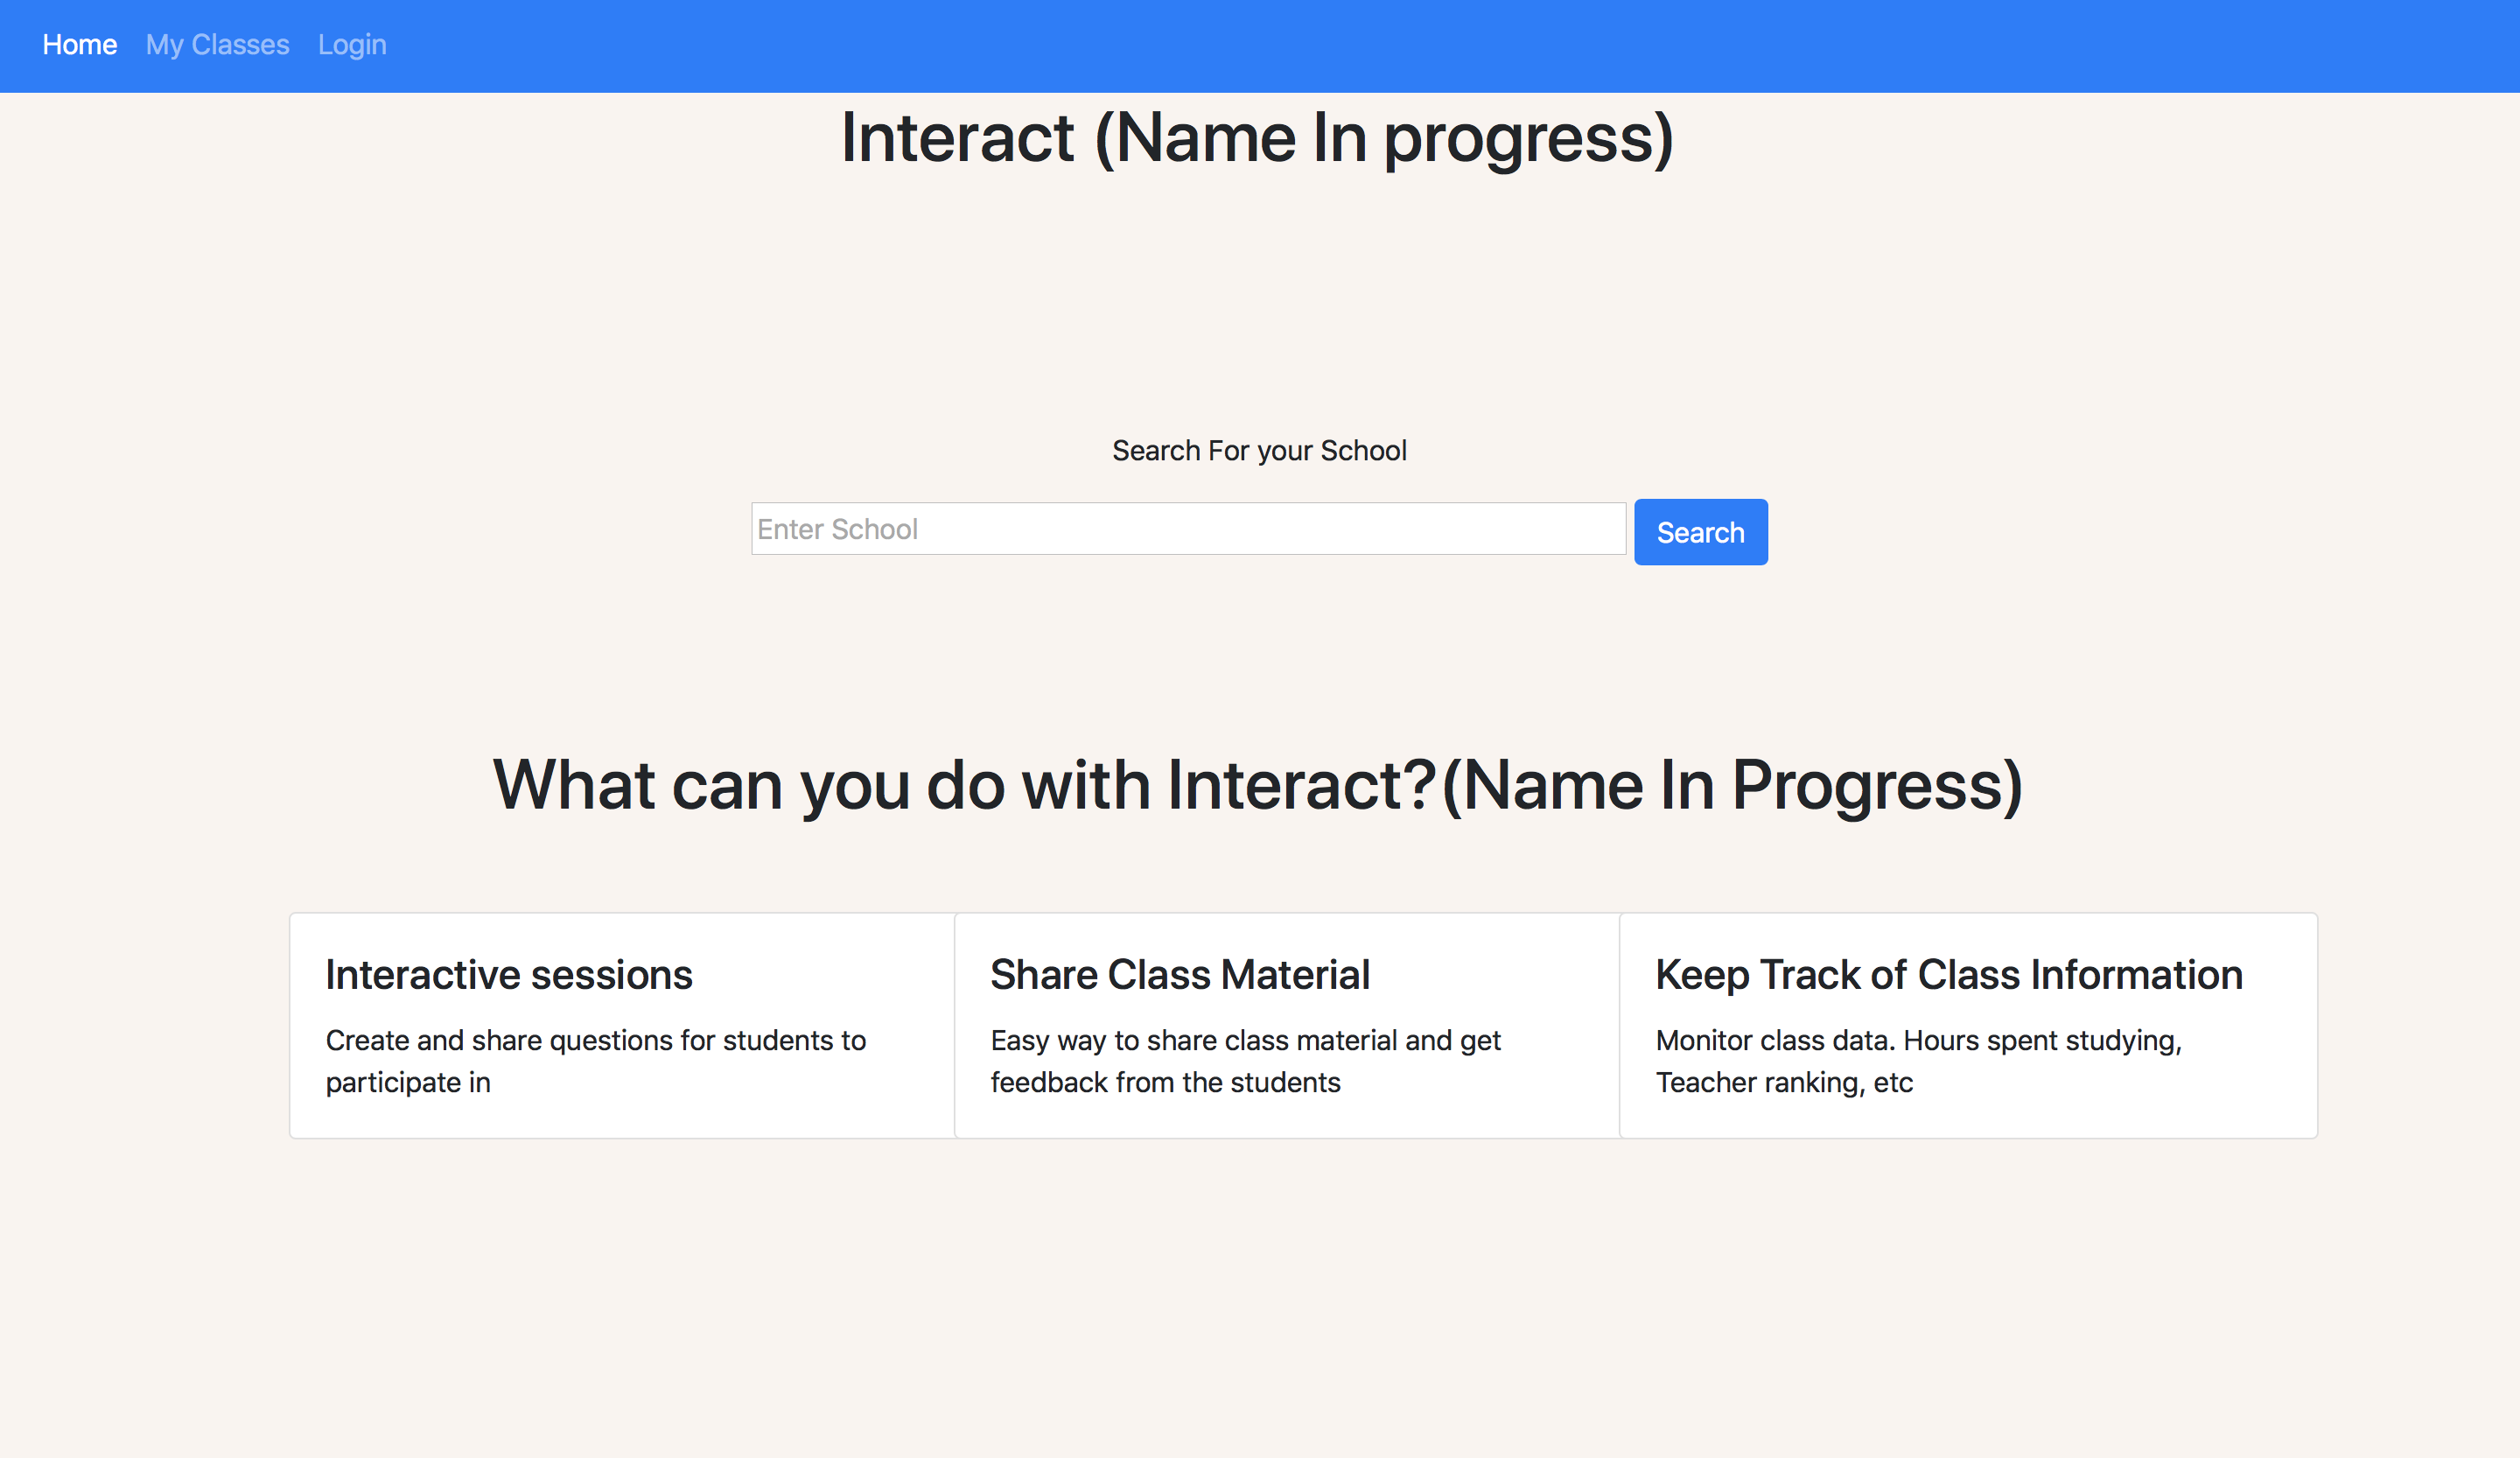 Home My Classes Login
Interact (Name In progress)
Search For your School
Enter School Search
What can you do with Interact?(Name In Progress)
Interactive sessions
Create and share questions for students to
participate in
Share Class Material
Easy way to share class material and get
feedback from the students
Keep Track of Class Information
Monitor class data. Hours spent studying,
Teacher ranking, etc